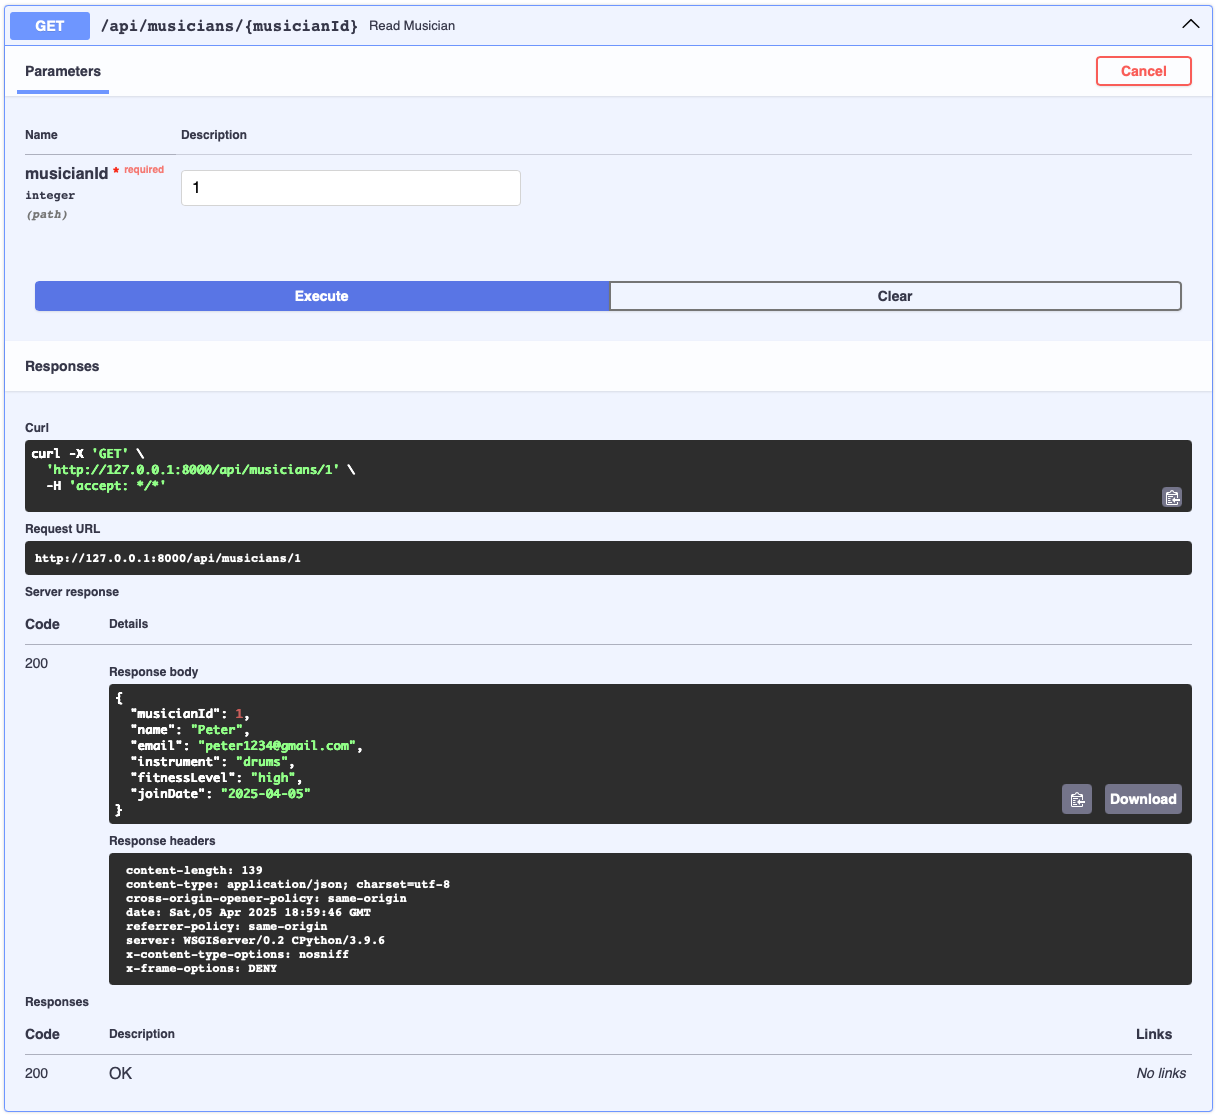 GET /api/musicians/{musicianId} Read Musician
Parameters Cancel
Name Description
musicianId * required
integer
(path)
1
Execute Clear
Responses
Curl
curl -X 'GET' \
  'http://127.0.0.1:8000/api/musicians/1' \
  -H 'accept: */*'
Request URL
http://127.0.0.1:8000/api/musicians/1
Server response
Code Details
200
Response body
{
  "musicianId": 1,
  "name": "Peter",
  "email": "peter1234@gmail.com",
  "instrument": "drums",
  "fitnessLevel": "high",
  "joinDate": "2025-04-05"
}
Download
Response headers
content-length: 139
content-type: application/json; charset=utf-8
cross-origin-opener-policy: same-origin
date: Sat,05 Apr 2025 18:59:46 GMT
referrer-policy: same-origin
server: WSGIServer/0.2 CPython/3.9.6
x-content-type-options: nosniff
x-frame-options: DENY
Responses
Code Description Links
200 OK No links